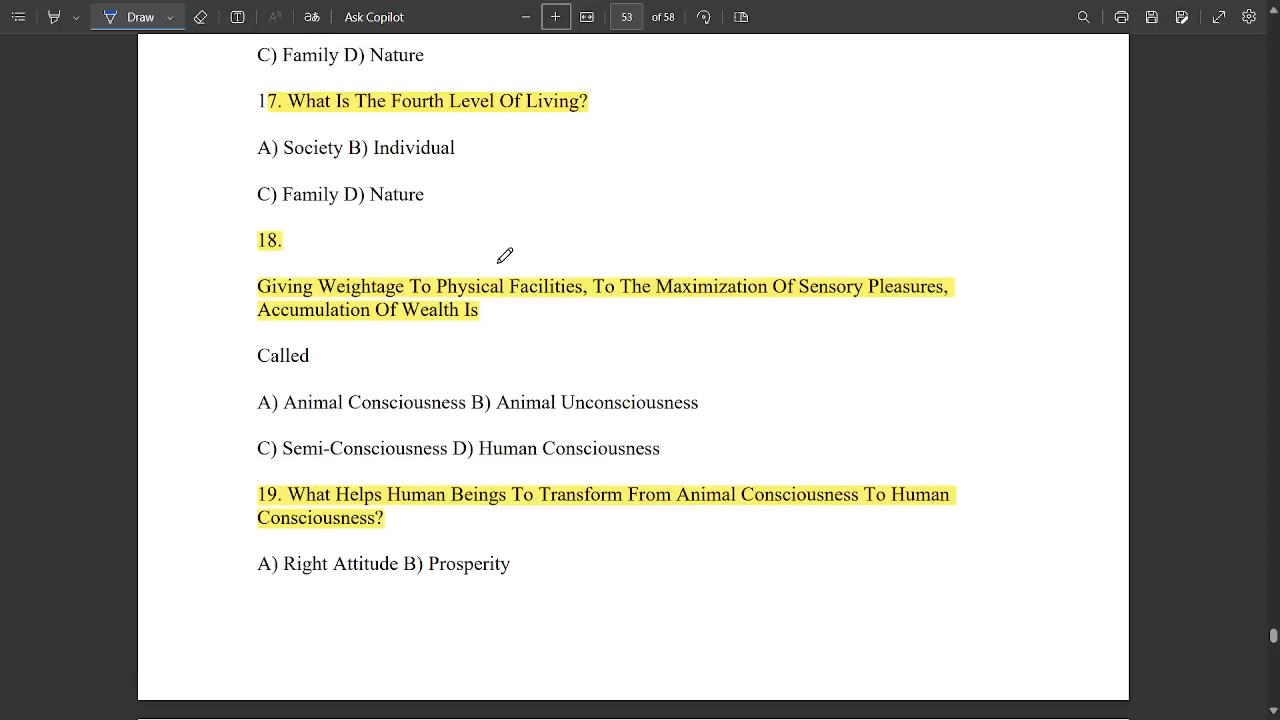 Draw
Ask Copilot
53 of 58
C) Family D) Nature
17. What Is The Fourth Level Of Living?
A) Society B) Individual
C) Family D) Nature
18.
Giving Weightage To Physical Facilities, To The Maximization Of Sensory Pleasures,
Accumulation Of Wealth Is
Called
A) Animal Consciousness B) Animal Unconsciousness
C) Semi-Consciousness D) Human Consciousness
19. What Helps Human Beings To Transform From Animal Consciousness To Human
Consciousness?
A) Right Attitude B) Prosperity